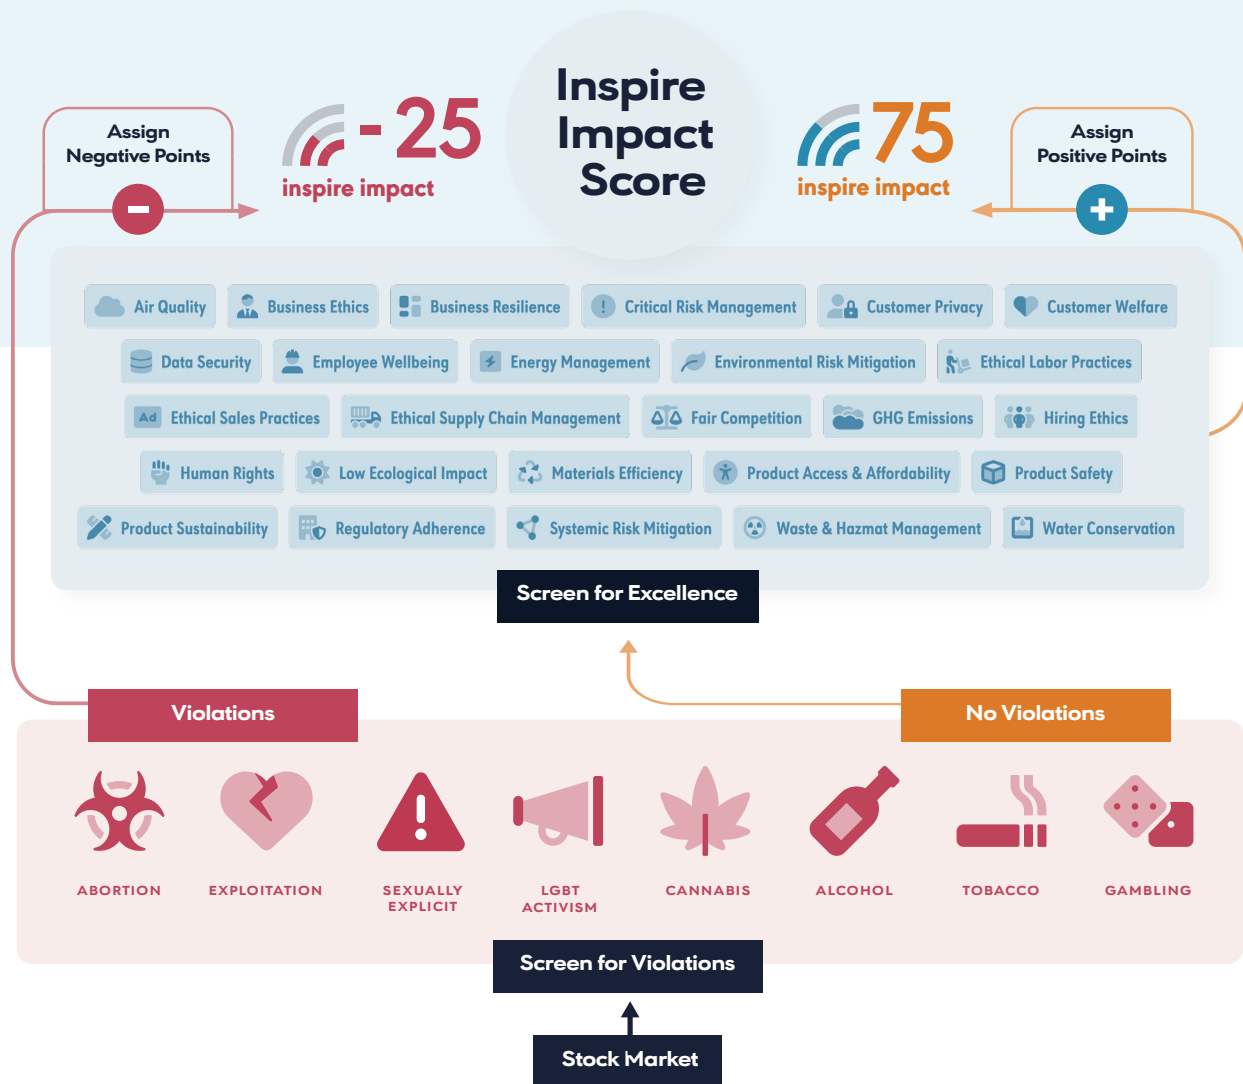 Inspire
Impact
Score
Assign
Negative Points
- 25
inspire impact
75
inspire impact
Assign
Positive Points
Air Quality
Business Ethics
Business Resilience
Critical Risk Management
Customer Privacy
Customer Welfare
Data Security
Employee Wellbeing
Energy Management
Environmental Risk Mitigation
Ethical Labor Practices
Ad
Ethical Sales Practices
Ethical Supply Chain Management
Fair Competition
GHG Emissions
Hiring Ethics
Human Rights
Low Ecological Impact
Materials Efficiency
Product Access & Affordability
Product Safety
Product Sustainability
Regulatory Adherence
Systemic Risk Mitigation
Waste & Hazmat Management
Water Conservation
Screen for Excellence
Violations
No Violations
ABORTION
EXPLOITATION
SEXUALLY
EXPLICIT
LGBT
ACTIVISM
CANNABIS
ALCOHOL
TOBACCO
GAMBLING
Screen for Violations
Stock Market